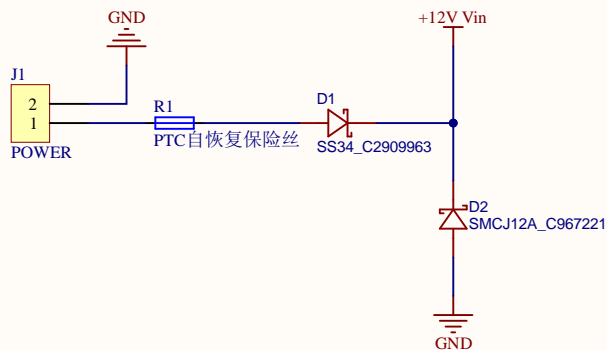 GND
+12V Vin
J1
2
1
POWER
R1
PTC自恢复保险丝
D1
SS34_C2909963
D2
SMCJ12A_C967221
GND